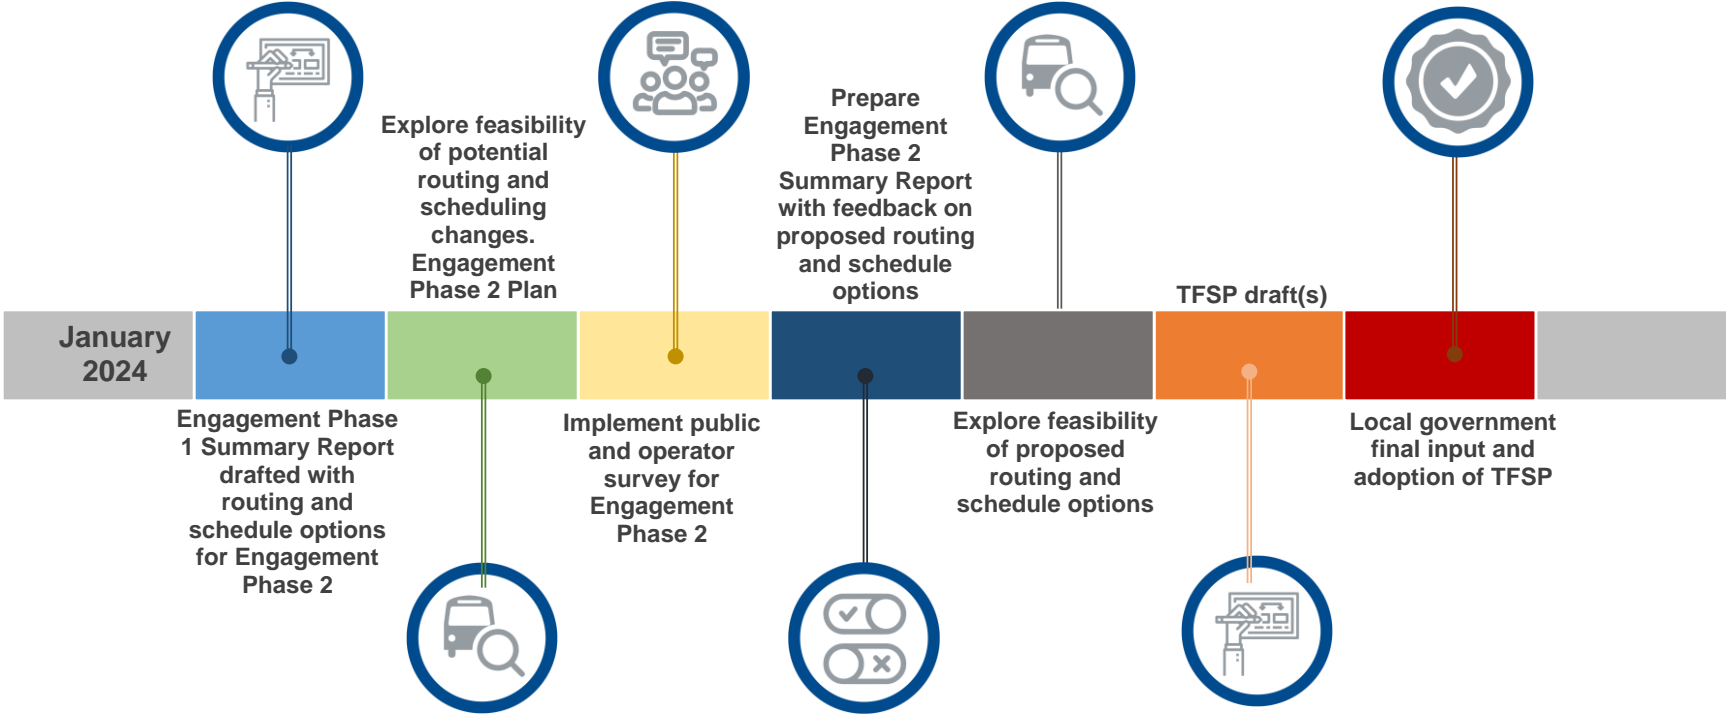 January
2024
Engagement Phase
1 Summary Report
drafted with
routing and
schedule options
for Engagement
Phase 2
Explore feasibility
of potential
routing and
scheduling
changes.
Engagement
Phase 2 Plan
Implement public
and operator
survey for
Engagement
Phase 2
Prepare
Engagement
Phase 2
Summary Report
with feedback on
proposed routing
and schedule
options
Explore feasibility
of proposed
routing and
schedule options
TFSP draft(s)
Local government
final input and
adoption of TFSP